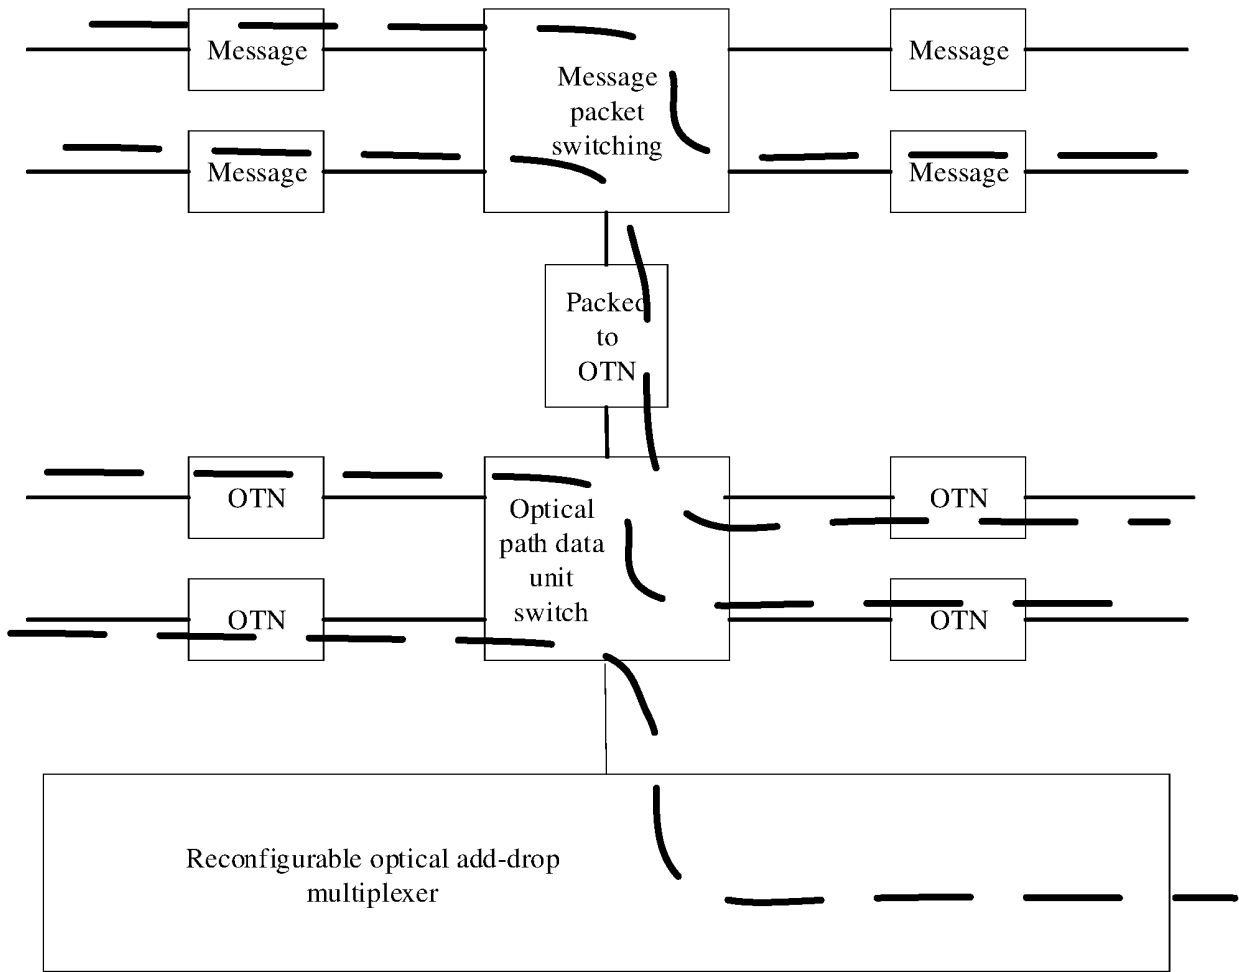 Message
Message
packet
switching
Message
Message
Message
Packed
to
OTN
OTN
Optical
path data
unit
switch
OTN
OTN
OTN
Reconfigurable optical add-drop
multiplexer